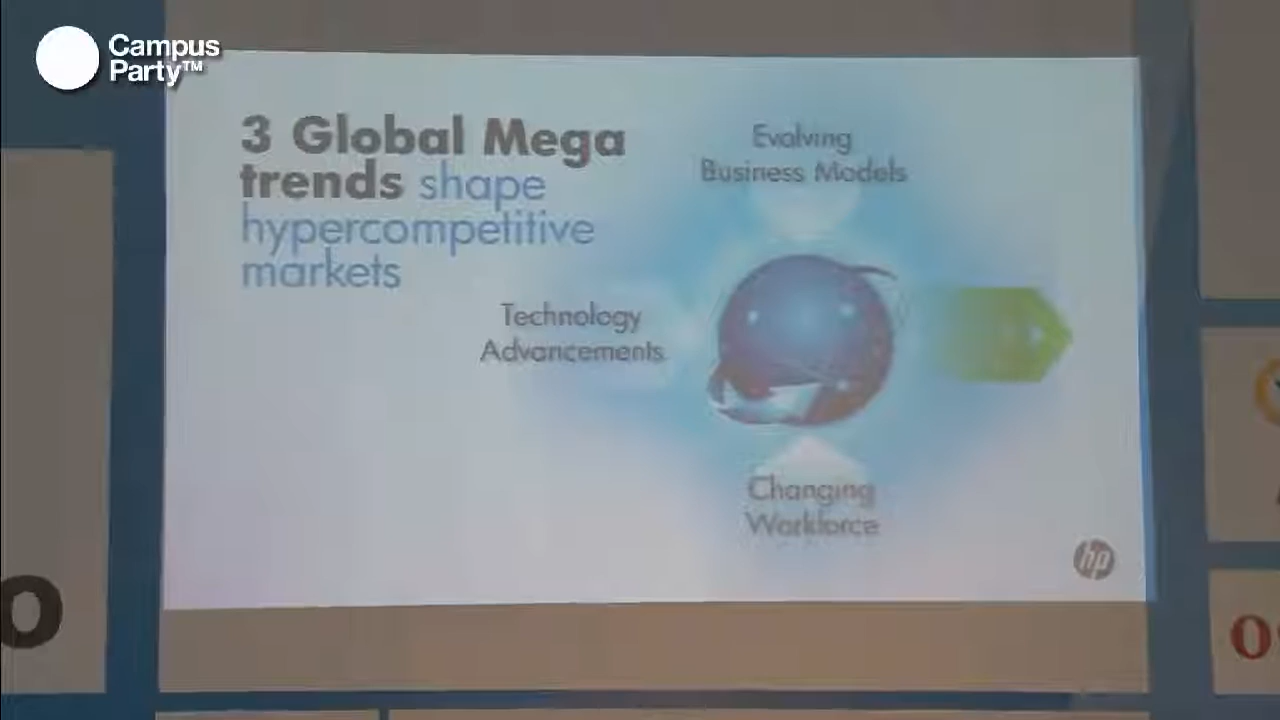 Campus
Party™
3 Global Mega
trends shape
hypercompetitive
markets
Evolving
Business Models
Technology
Advancements
Changing
Workforce
hp
o